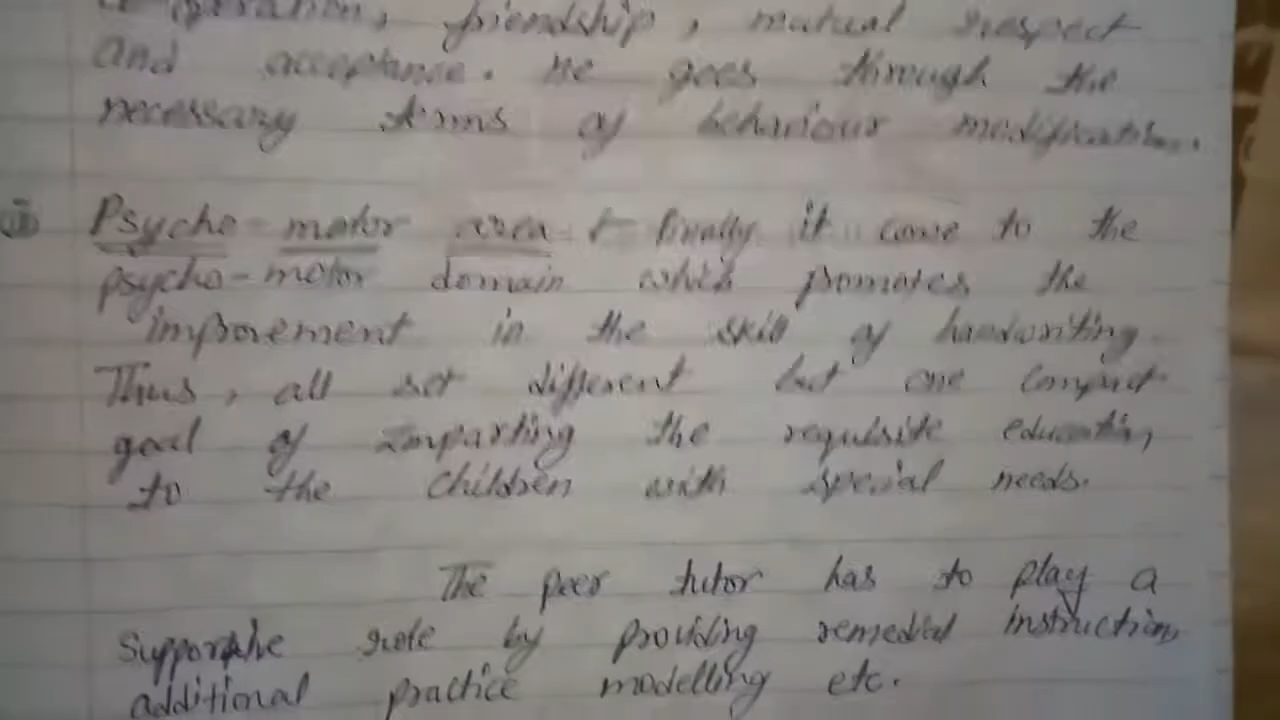 friendship, mutual respect
and acceptance. He goes through the
necessary terms of behaviour modification.
Psycho-motor area :- finally it came to the
psycho-motor domain which promotes the
improvement in the skill of handwriting.
Thus, all set different but one compact
goal of imparting the requisite education,
to the children with special needs.
The peer tutor has to play a
supportive role by providing remedial instruction,
additional practice modelling etc.